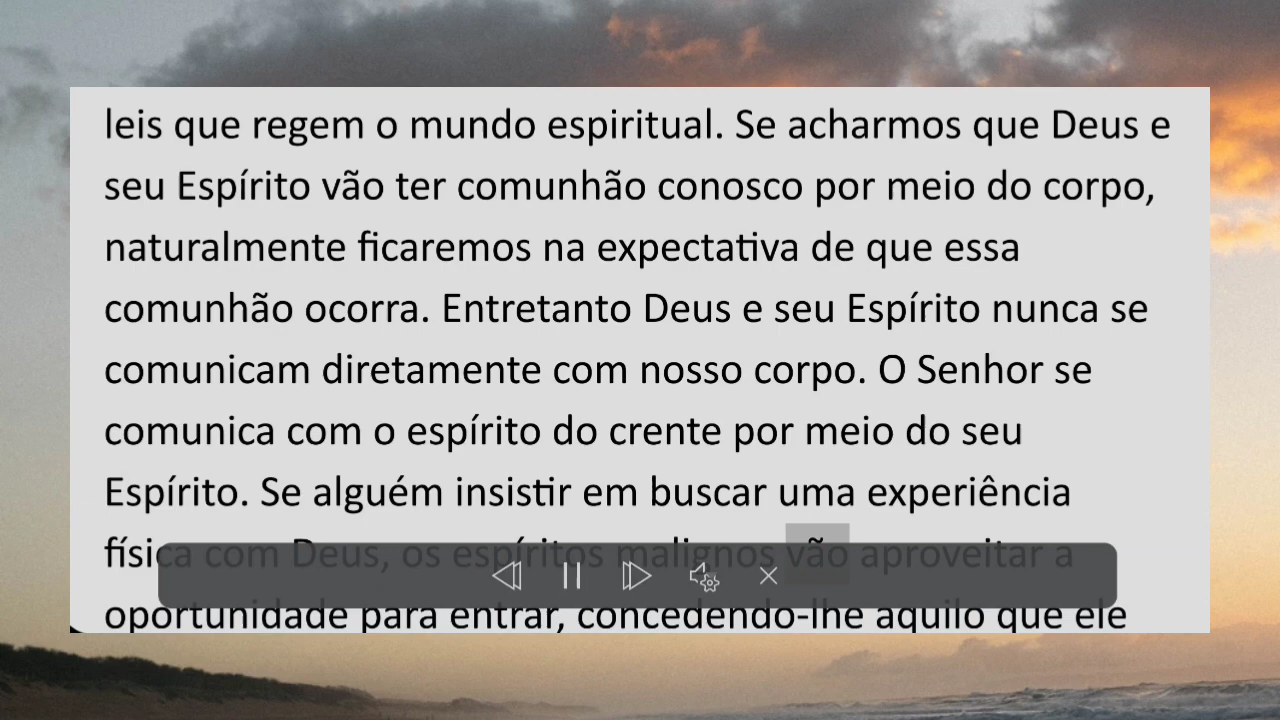 leis que regem o mundo espiritual. Se acharmos que Deus e
seu Espírito vão ter comunhão conosco por meio do corpo,
naturalmente ficaremos na expectativa de que essa
comunhão ocorra. Entretanto Deus e seu Espírito nunca se
comunicam diretamente com nosso corpo. O Senhor se
comunica com o espírito do crente por meio do seu
Espírito. Se alguém insistir em buscar uma experiência
física com Deus, os espíritos malignos vão aproveitar a
oportunidade para entrar, concedendo-lhe aquilo que ele